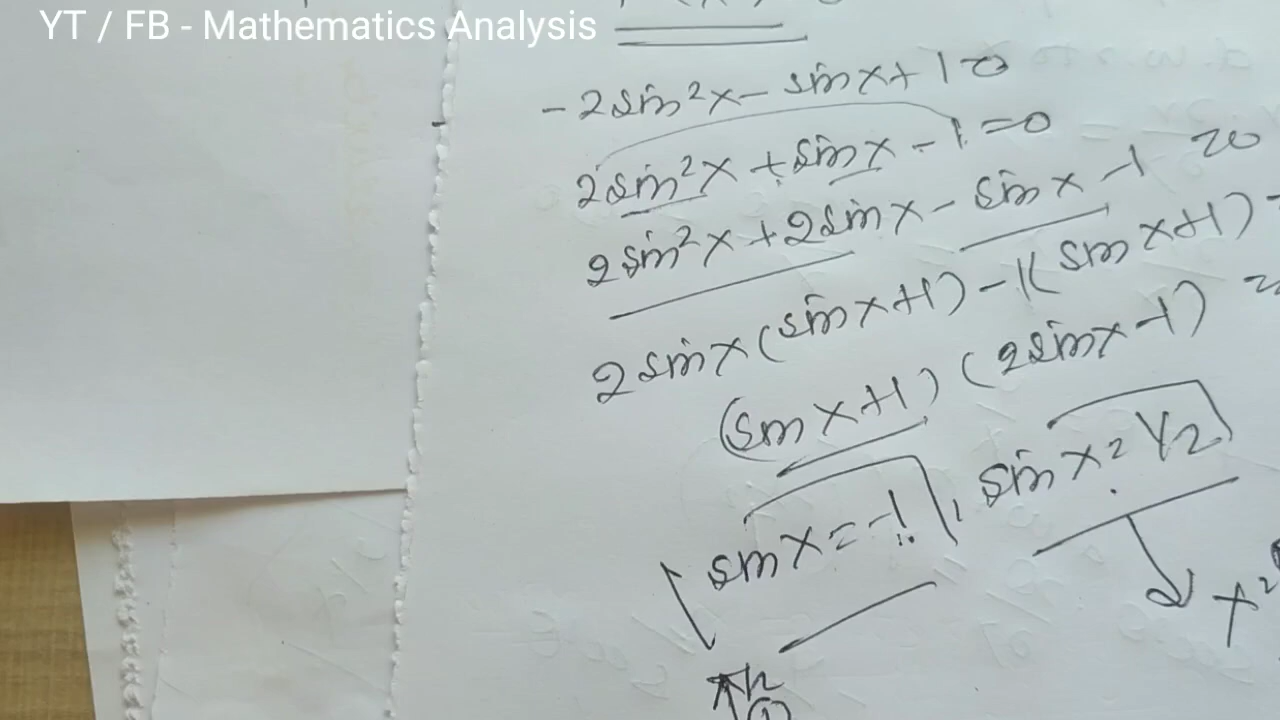 YT / FB - Mathematics Analysis
-2sin²x - sinx + 1 = 0
2sin²x + sinx - 1 = 0
2sin²x + 2sinx - sinx - 1 = 0
2sinx(sinx+1) - 1(sinx+1) =
(sinx+1) (2sinx-1) =
sinx = -1, sinx = 1/2
x =
①